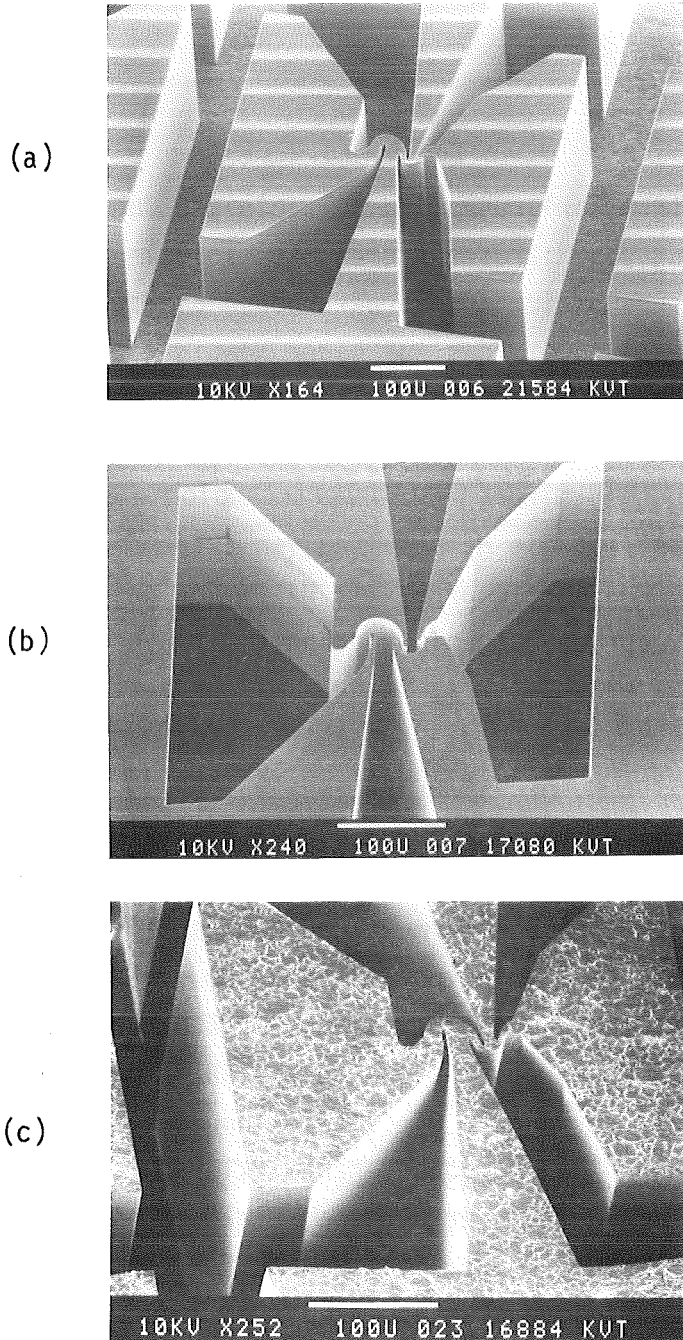 (a)
10KV X164 100U 006 21584 KVT
(b)
10KV X240 100U 007 17080 KVT
(c)
10KV X252 100U 023 16884 KVT